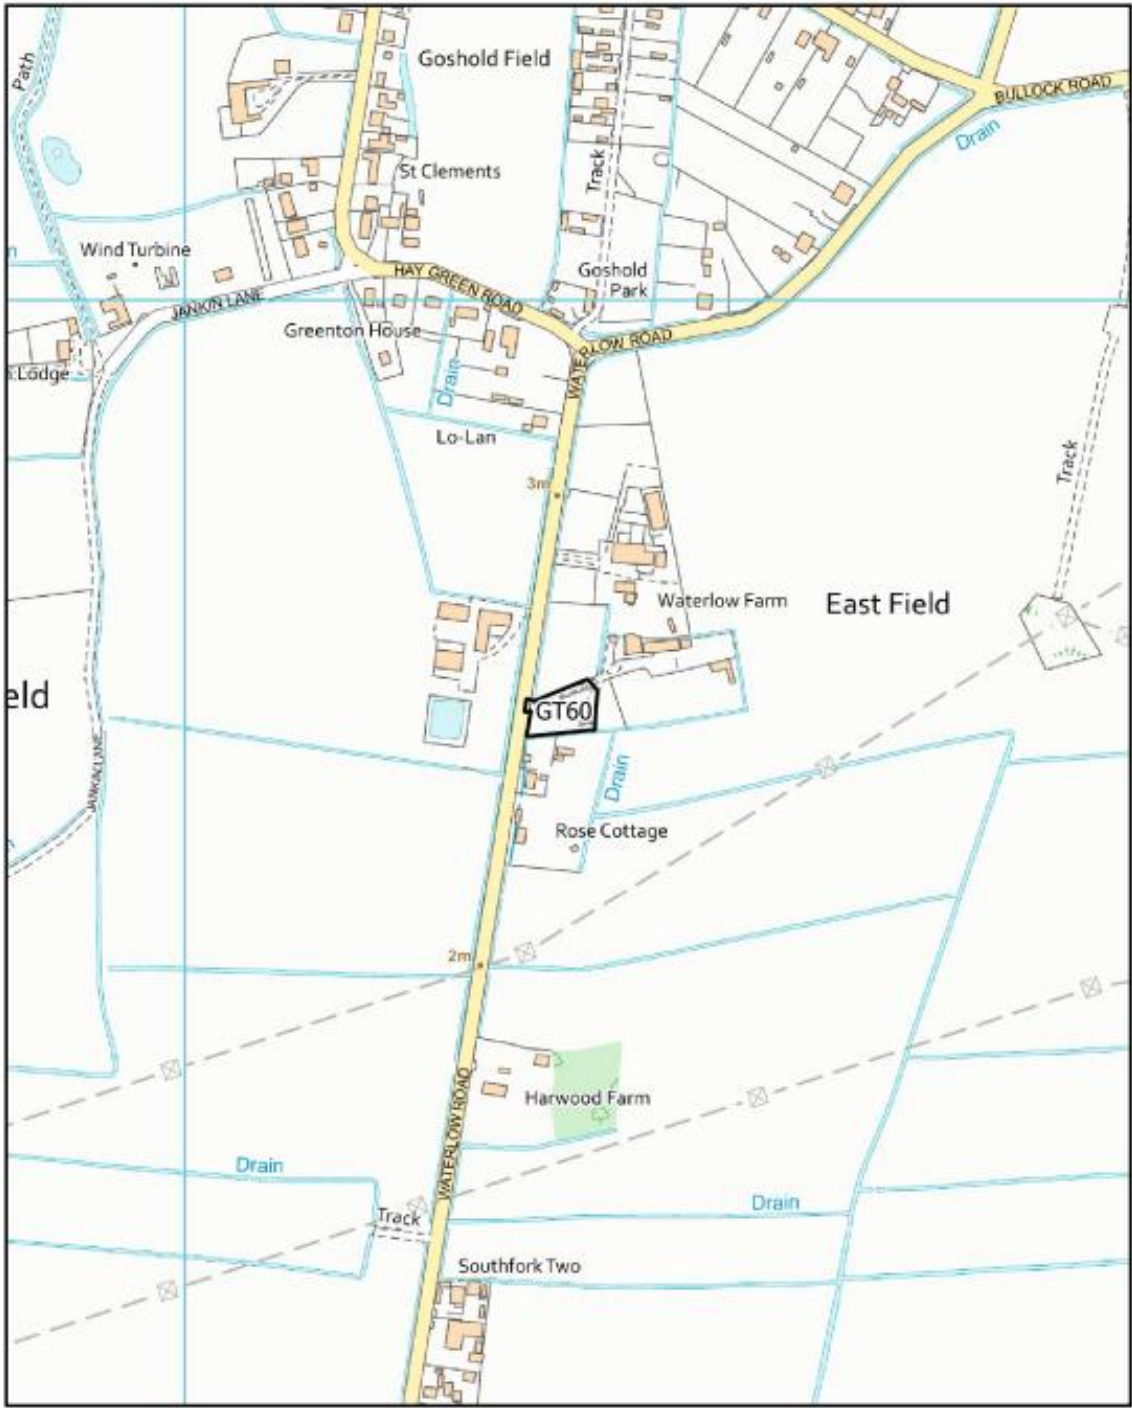 Path
Goshold Field
BULLOCK ROAD
Drain
Track
St Clements
Wind Turbine
HAY GREEN ROAD
Goshold
Park
JANKIN LANE
Greenton House
WATERLOW ROAD
WATERLOW ROAD
Lodge
Drain
Lo-Lan
Track
3m
Waterlow Farm
East Field
eld
GT60
JANKIN LANE
Drain
Rose Cottage
2m
Harwood Farm
WATERLOW ROAD
Drain
Drain
Track
Southfork Two